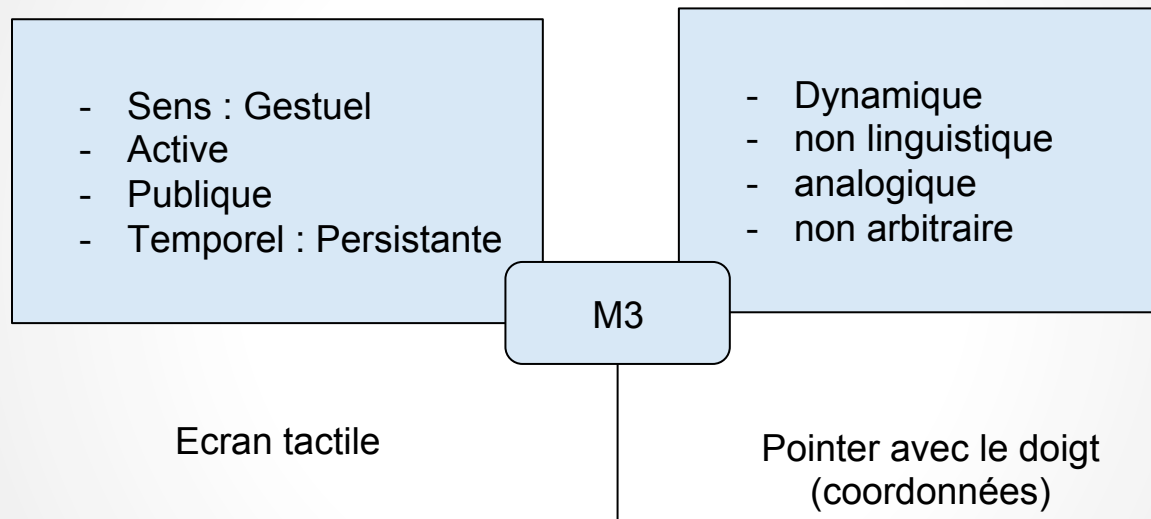 - Sens : Gestuel
- Active
- Publique
- Temporel : Persistante
- Dynamique
- non linguistique
- analogique
- non arbitraire
M3
Ecran tactile
Pointer avec le doigt
(coordonnées)